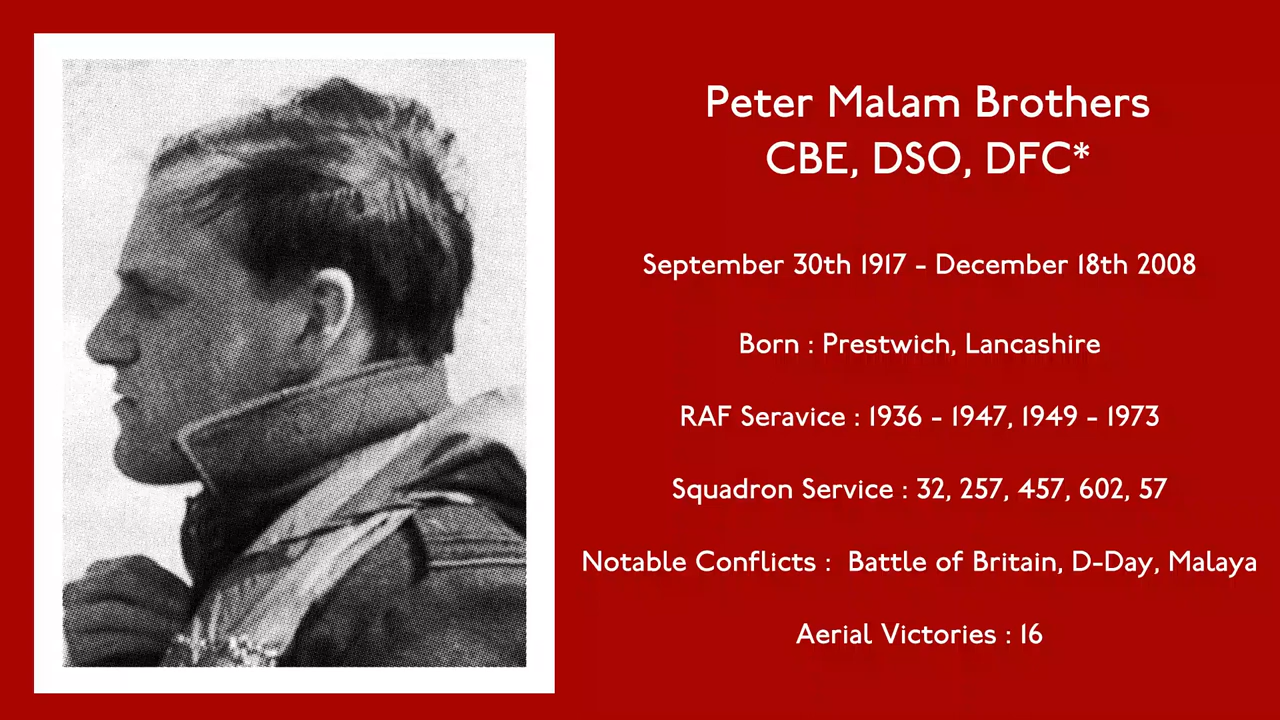 Peter Malam Brothers
CBE, DSO, DFC*
September 30th 1917 - December 18th 2008
Born : Prestwich, Lancashire
RAF Seravice : 1936 - 1947, 1949 - 1973
Squadron Service : 32, 257, 457, 602, 57
Notable Conflicts : Battle of Britain, D-Day, Malaya
Aerial Victories : 16